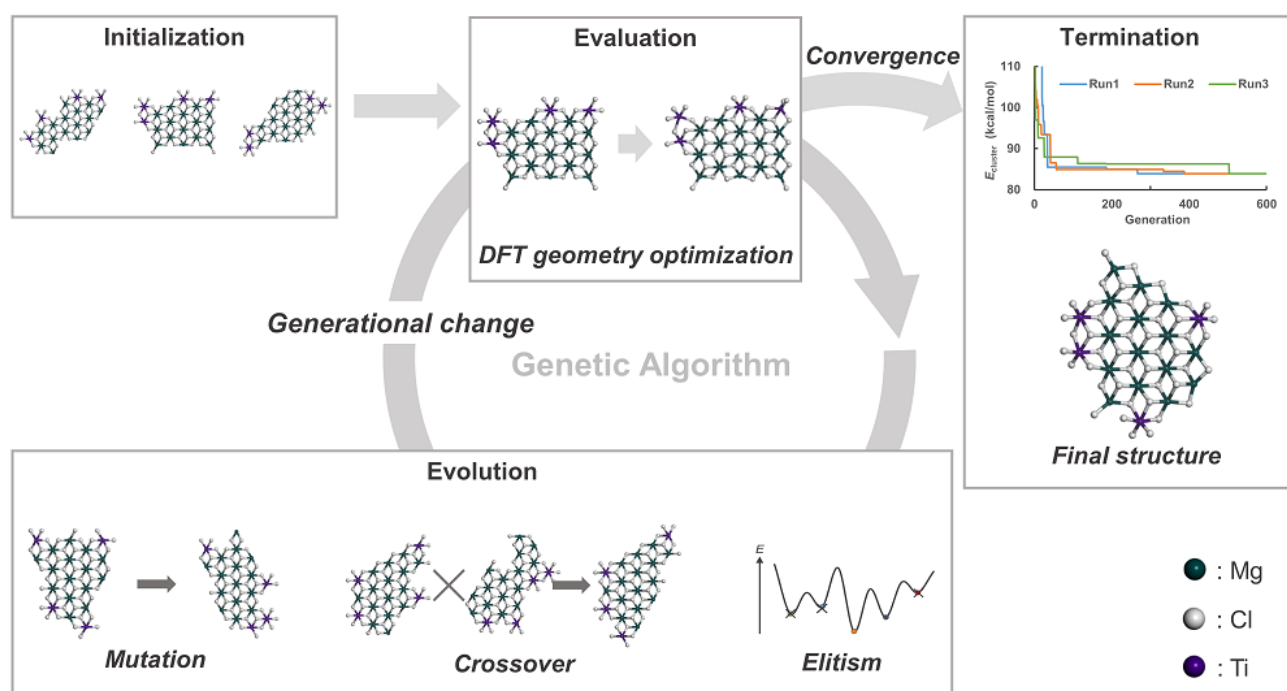 Initialization
Evaluation
DFT geometry optimization
Convergence
Termination
110
100
90
80
E_cluster (kcal/mol)
Run1 Run2 Run3
0 200 400 600
Generation
Final structure
Generational change
Genetic Algorithm
Evolution
Mutation
Crossover
E
Elitism
: Mg
: Cl
: Ti